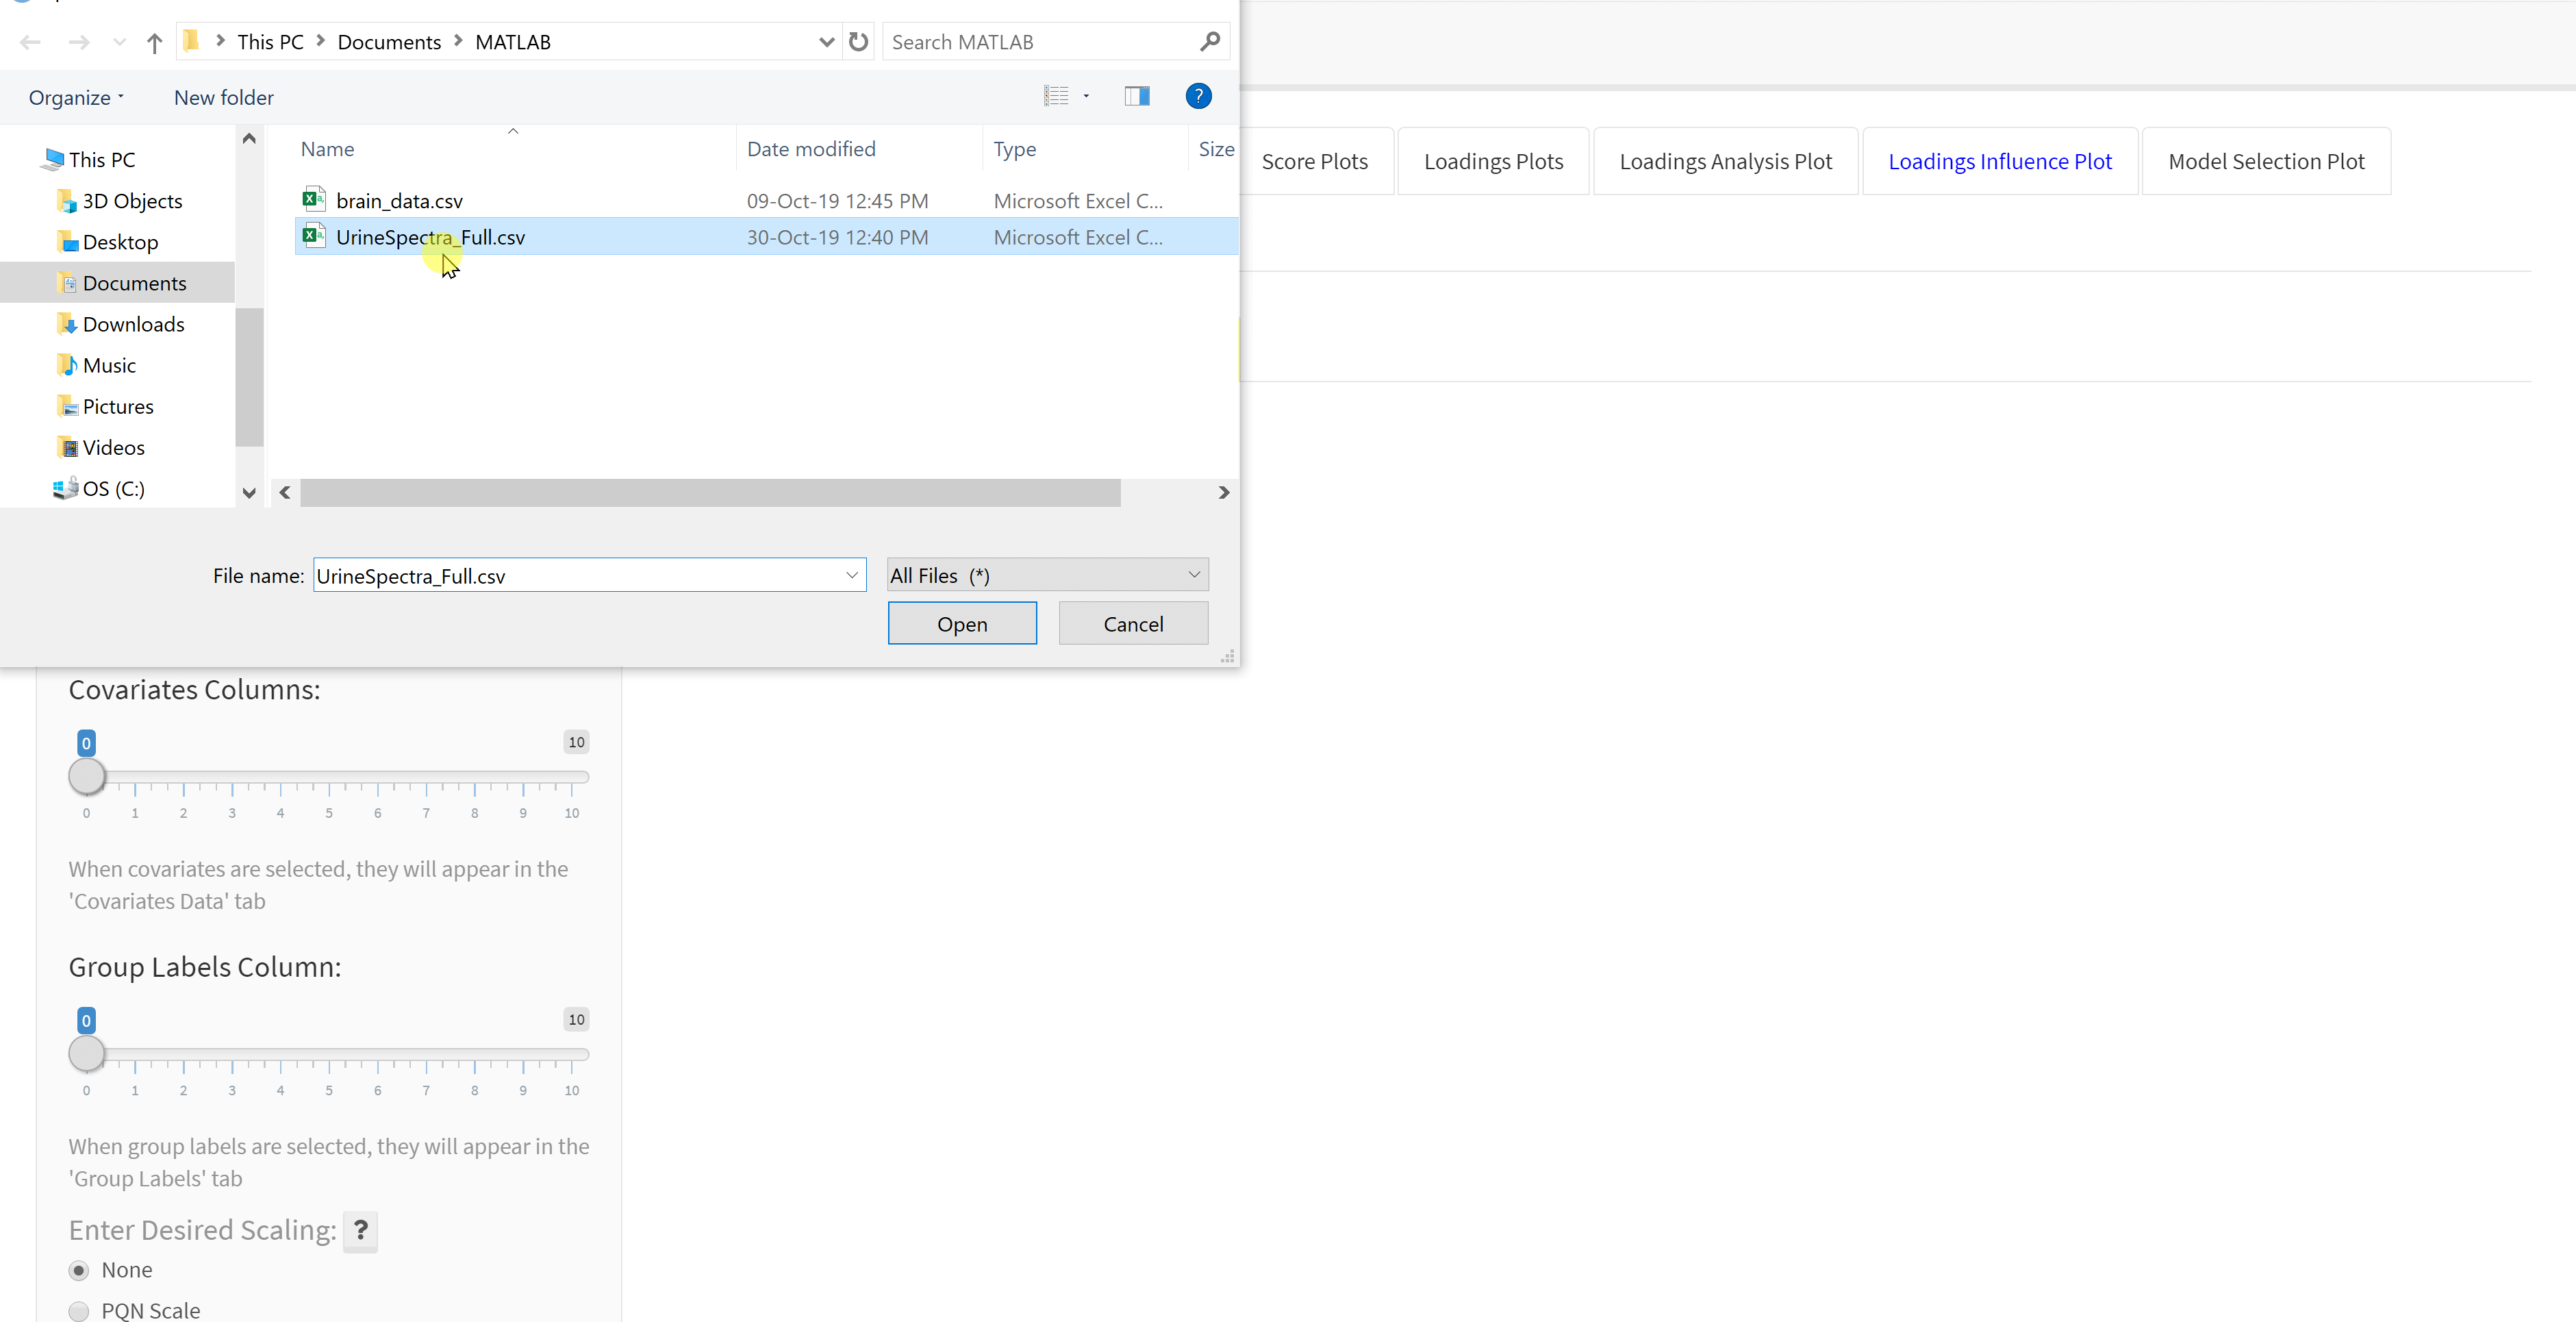 This PC > Documents > MATLAB
Search MATLAB
Organize
New folder
?
Name
Date modified
Type
Size
This PC
3D Objects
Desktop
Documents
Downloads
Music
Pictures
Videos
OS (C:)
brain_data.csv 09-Oct-19 12:45 PM Microsoft Excel C...
UrineSpectra_Full.csv 30-Oct-19 12:40 PM Microsoft Excel C...
File name: UrineSpectra_Full.csv
All Files (*)
Open
Cancel
Score Plots
Loadings Plots
Loadings Analysis Plot
Loadings Influence Plot
Model Selection Plot
Covariates Columns:
0 10
0 1 2 3 4 5 6 7 8 9 10
When covariates are selected, they will appear in the
'Covariates Data' tab
Group Labels Column:
0 10
0 1 2 3 4 5 6 7 8 9 10
When group labels are selected, they will appear in the
'Group Labels' tab
Enter Desired Scaling: ?
None
PQN Scale